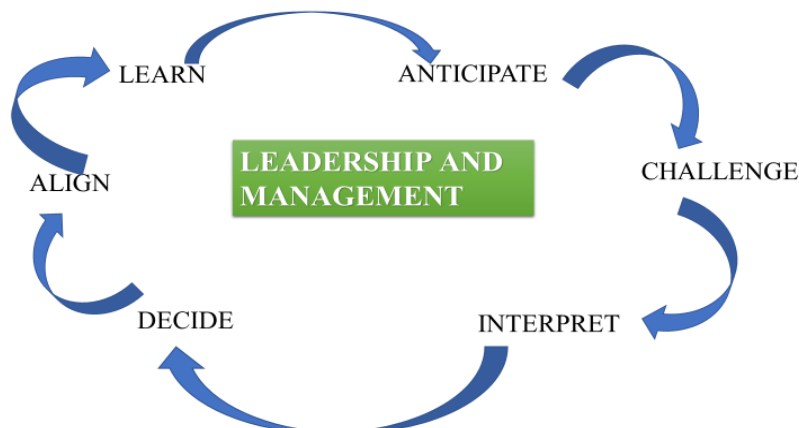 LEARN
ANTICIPATE
LEADERSHIP AND
MANAGEMENT
CHALLENGE
ALIGN
DECIDE
INTERPRET